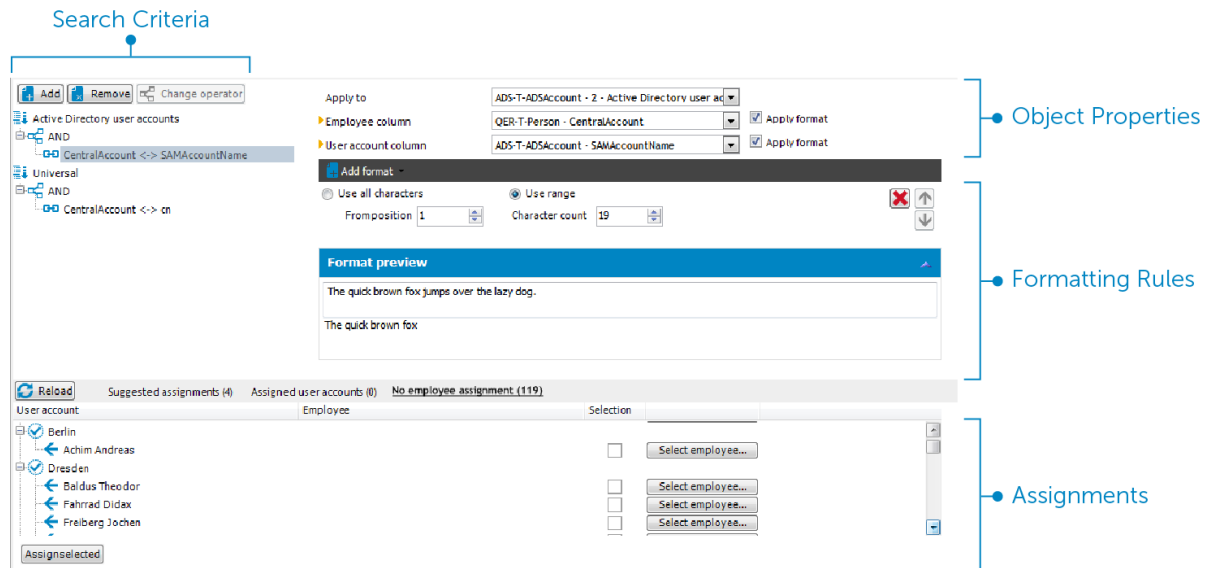 Search Criteria
Add Remove Change operator
Active Directory user accounts
AND
CentralAccount <-> SAMAccountName
Universal
AND
CentralAccount <-> cn
Apply to ADS-T-ADSAccount - 2 - Active Directory user ac
Employee column QER-T-Person - CentralAccount Apply format
User account column ADS-T-ADSAccount - SAMAccountName Apply format
Object Properties
Add format
Use all characters Use range
From position 1 Character count 19
Format preview
The quick brown fox jumps over the lazy dog.
The quick brown fox
Formatting Rules
Reload Suggested assignments (4) Assigned user accounts (0) No employee assignment (119)
User account Employee Selection
Berlin
Achim Andreas Select employee...
Dresden
Baldus Theodor Select employee...
Fahrrad Didax Select employee...
Freiberg Jochen Select employee...
Assignments
Assignselected